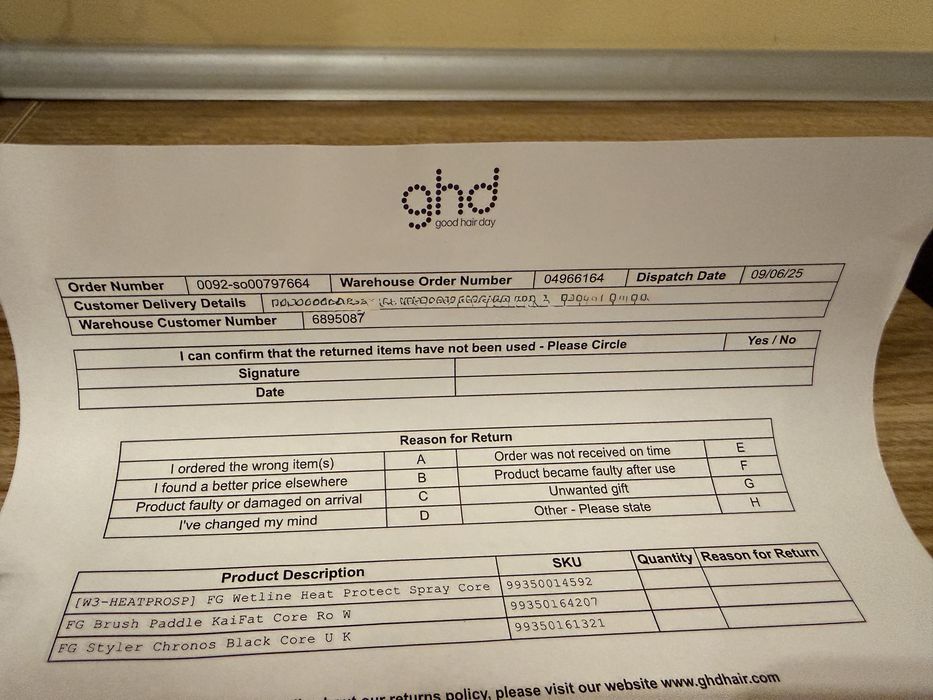 ghd
good hair day
Order Number 0092-so00797664 Warehouse Order Number 04966164 Dispatch Date 09/06/25
Customer Delivery Details
Warehouse Customer Number 6895087
I can confirm that the returned items have not been used - Please Circle Yes / No
Signature
Date
Reason for Return
I ordered the wrong item(s) A Order was not received on time E
I found a better price elsewhere B Product became faulty after use F
Product faulty or damaged on arrival C Unwanted gift G
I've changed my mind D Other - Please state H
Product Description SKU Quantity Reason for Return
[W3-HEATPROSP] FG Wetline Heat Protect Spray Core 99350014592
FG Brush Paddle KaiFat Core Ro W 99350164207
FG Styler Chronos Black Core U K 99350161321
about our returns policy, please visit our website www.ghdhair.com